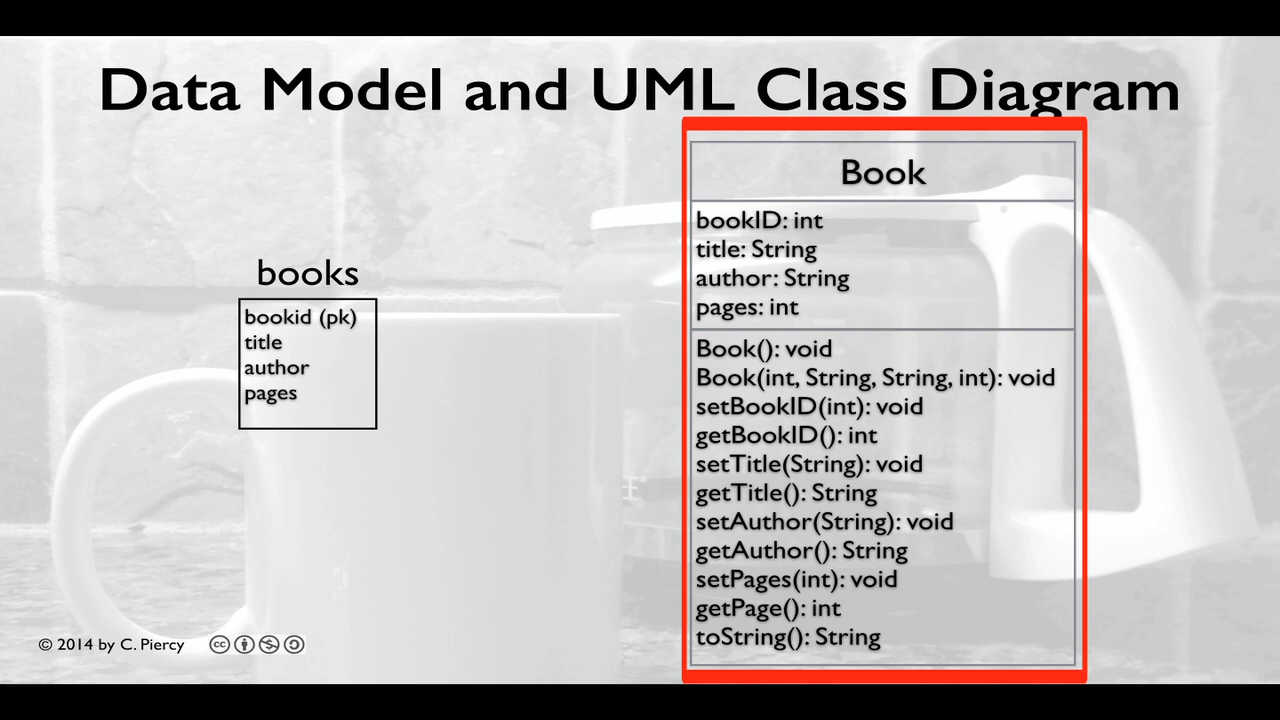 Data Model and UML Class Diagram
books
bookid (pk)
title
author
pages
Book
bookID: int
title: String
author: String
pages: int
Book(): void
Book(int, String, String, int): void
setBookID(int): void
getBookID(): int
setTitle(String): void
getTitle(): String
setAuthor(String): void
getAuthor(): String
setPages(int): void
getPage(): int
toString(): String
© 2014 by C. Piercy